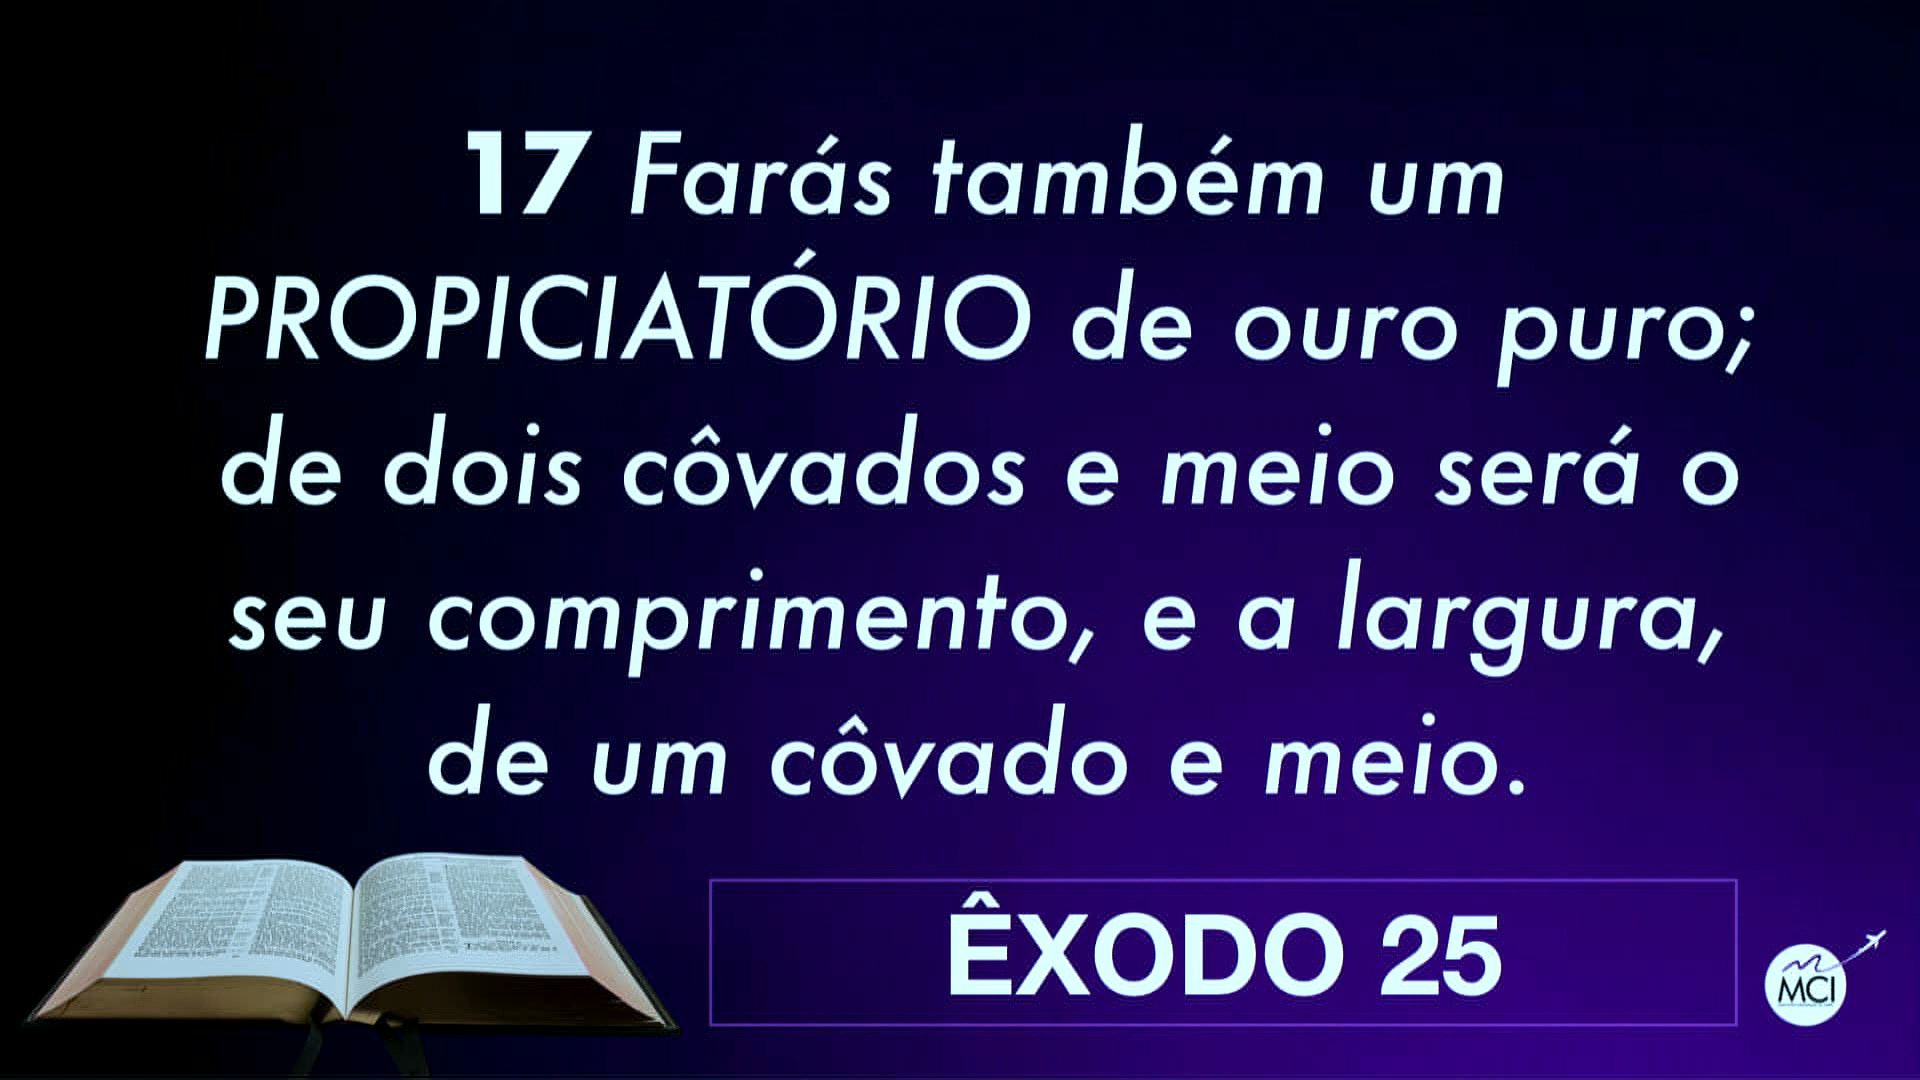 17 Farás também um
PROPICIATÓRIO de ouro puro;
de dois côvados e meio será o
seu comprimento, e a largura,
de um côvado e meio.
ÊXODO 25
MCI